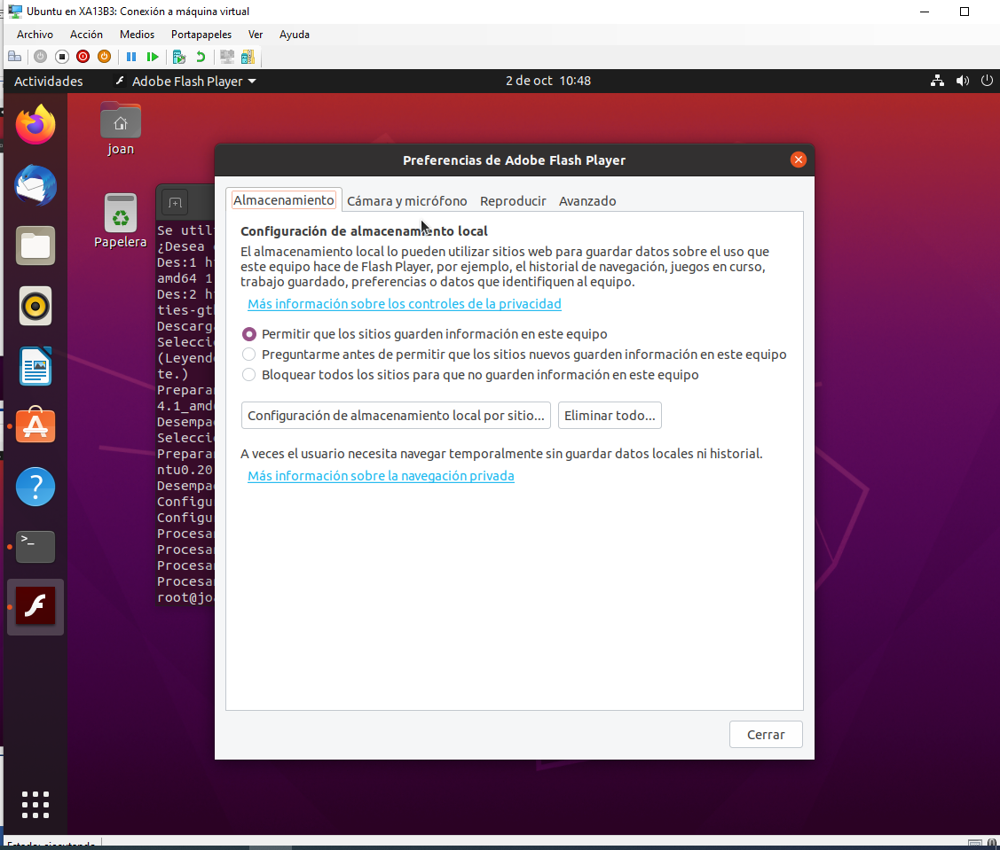 Ubuntu en XA13B3: Conexión a máquina virtual
Archivo Acción Medios Portapapeles Ver Ayuda
Actividades Adobe Flash Player 2 de oct 10:48
joan
Papelera
Preferencias de Adobe Flash Player
Almacenamiento Cámara y micrófono Reproducir Avanzado
Configuración de almacenamiento local
El almacenamiento local lo pueden utilizar sitios web para guardar datos sobre el uso que
este equipo hace de Flash Player, por ejemplo, el historial de navegación, juegos en curso,
trabajo guardado, preferencias o datos que identifiquen al equipo.
Más información sobre los controles de la privacidad
Permitir que los sitios guarden información en este equipo
Preguntarme antes de permitir que los sitios nuevos guarden información en este equipo
Bloquear todos los sitios para que no guarden información en este equipo
Configuración de almacenamiento local por sitio... Eliminar todo...
A veces el usuario necesita navegar temporalmente sin guardar datos locales ni historial.
Más información sobre la navegación privada
Cerrar
Se util
¿Desea
Des:1
amd64 1
Des:2
ties-gt
Descarg
Selecci
(Leyend
te.)
Prepara
4.1_amd
Desempa
Selecci
Prepara
ntu0.20
Desempa
Configu
Configu
Procesa
Procesa
Procesa
Procesa
root@jo